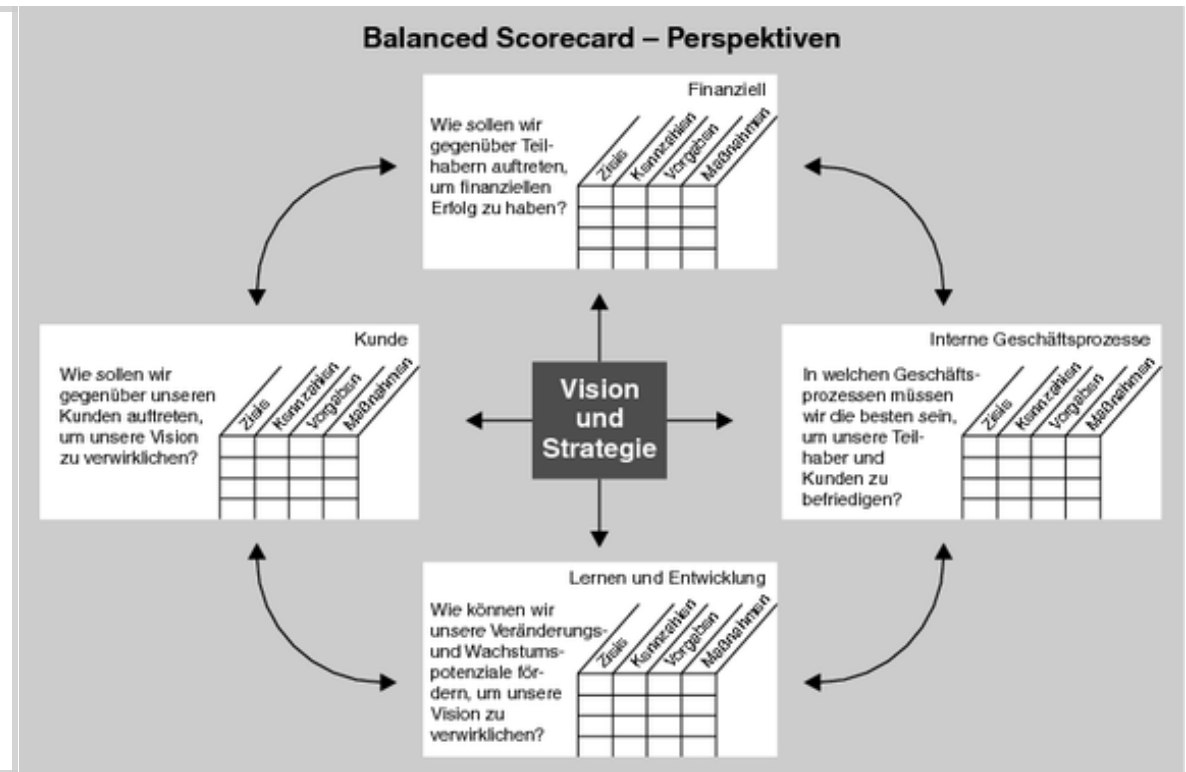 Balanced Scorecard – Perspektiven
Finanziell
Wie sollen wir
gegenüber Teil-
habern auftreten,
um finanziellen
Erfolg zu haben?
Ziele
Kennzahlen
Vorgaben
Maßnahmen
Kunde
Wie sollen wir
gegenüber unseren
Kunden auftreten,
um unsere Vision
zu verwirklichen?
Ziele
Kennzahlen
Vorgaben
Maßnahmen
Vision
und
Strategie
Interne Geschäftsprozesse
In welchen Geschäfts-
prozessen müssen
wir die besten sein,
um unsere Teil-
haber und
Kunden zu
befriedigen?
Ziele
Kennzahlen
Vorgaben
Maßnahmen
Lernen und Entwicklung
Wie können wir
unsere Veränderungs-
und Wachstums-
potenziale för-
dern, um unsere
Vision zu
verwirklichen?
Ziele
Kennzahlen
Vorgaben
Maßnahmen